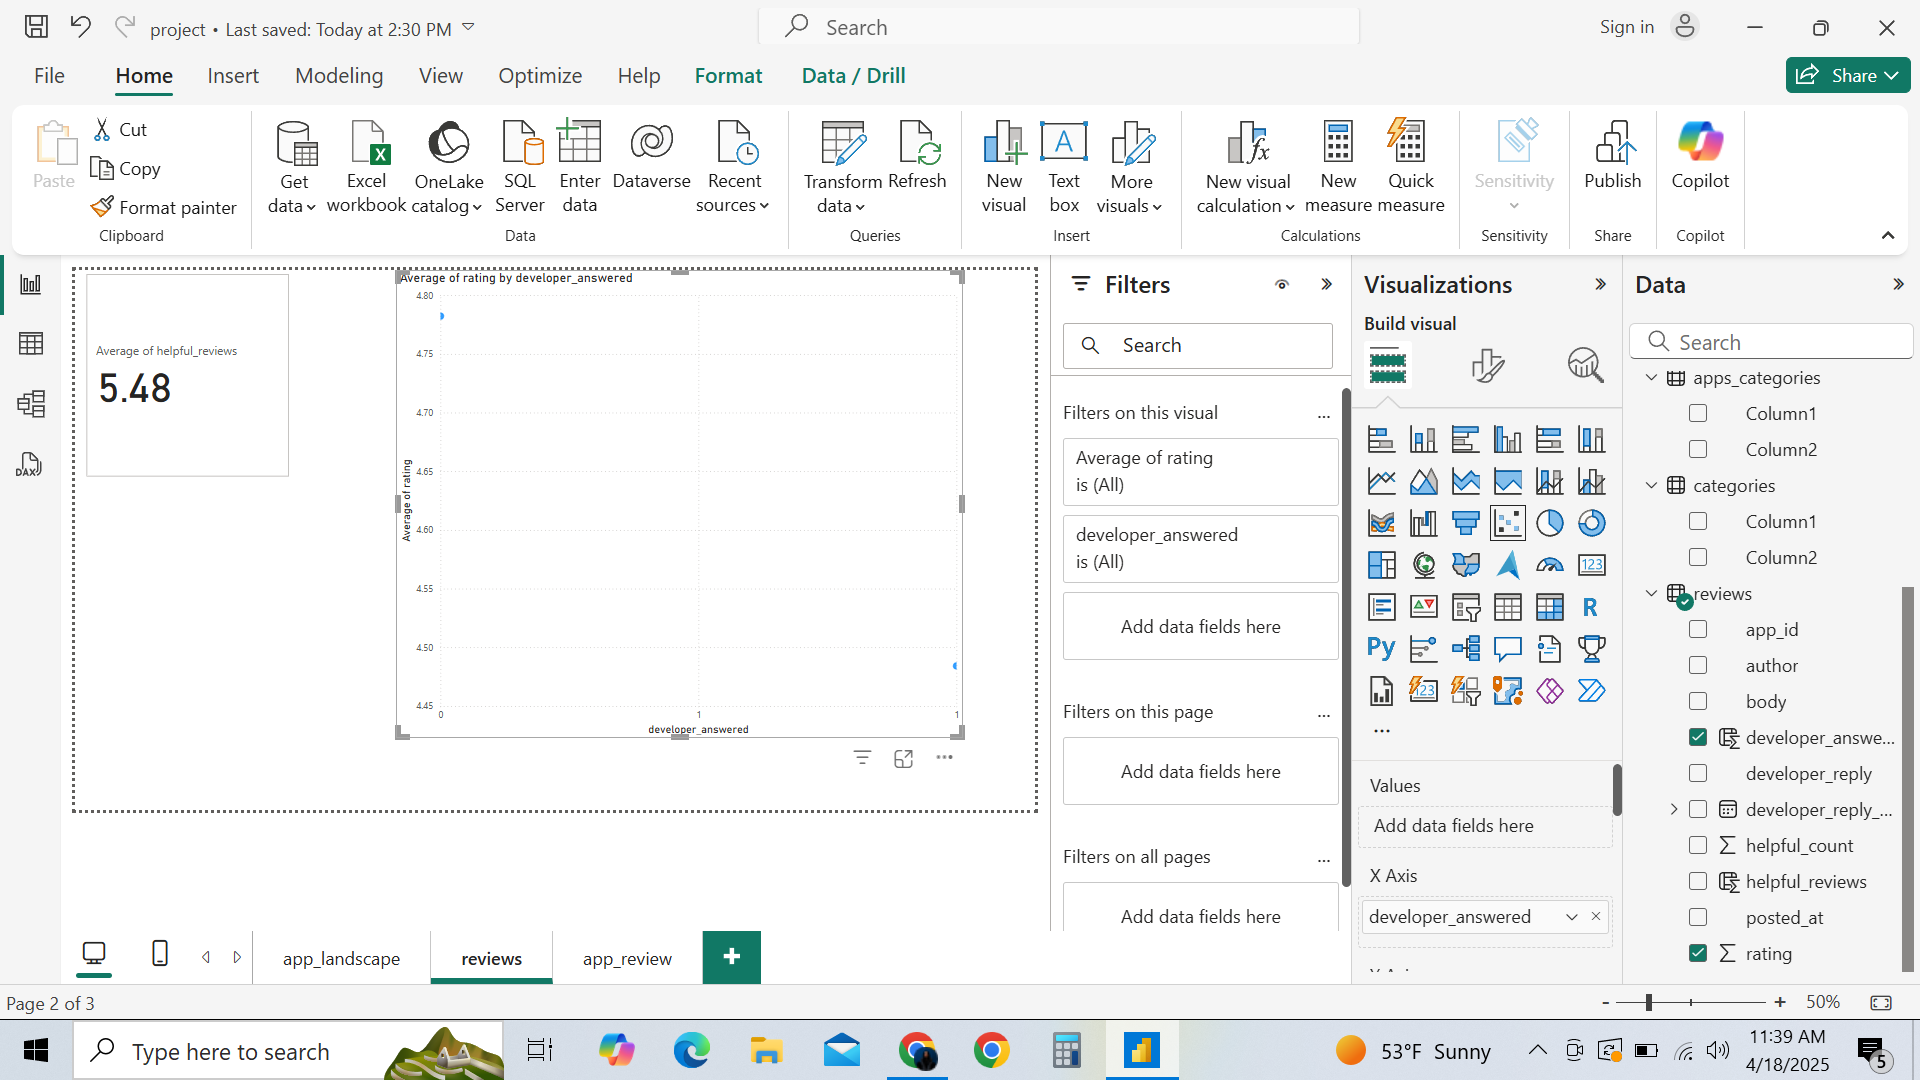 project • Last saved: Today at 2:30 PM
Search
Sign in
File
Home
Insert
Modeling
View
Optimize
Help
Format
Data / Drill
Share
Paste
Cut
Copy
Format painter
Clipboard
Get data
Excel workbook
OneLake catalog
SQL Server
Enter data
Dataverse
Recent sources
Data
Transform data
Refresh
Queries
New visual
Text box
More visuals
Insert
New visual calculation
New measure
Quick measure
Calculations
Sensitivity
Sensitivity
Publish
Share
Copilot
Copilot
DAX
Average of helpful_reviews
5.48
Average of rating by developer_answered
4.80
4.75
4.70
4.65
4.60
4.55
4.50
4.45
Average of rating
0
1
1
developer_answered
Filters
Search
Filters on this visual
...
Average of rating
is (All)
developer_answered
is (All)
Add data fields here
Filters on this page
...
Add data fields here
Filters on all pages
...
Add data fields here
Visualizations
Build visual
123
R
Py
123
...
Values
Add data fields here
X Axis
developer_answered
Data
Search
apps_categories
Column1
Column2
categories
Column1
Column2
reviews
app_id
author
body
developer_answe...
developer_reply
developer_reply_...
helpful_count
helpful_reviews
posted_at
rating
app_landscape
reviews
app_review
+
Page 2 of 3
- + 50%
Type here to search
53°F Sunny
11:39 AM
4/18/2025
5